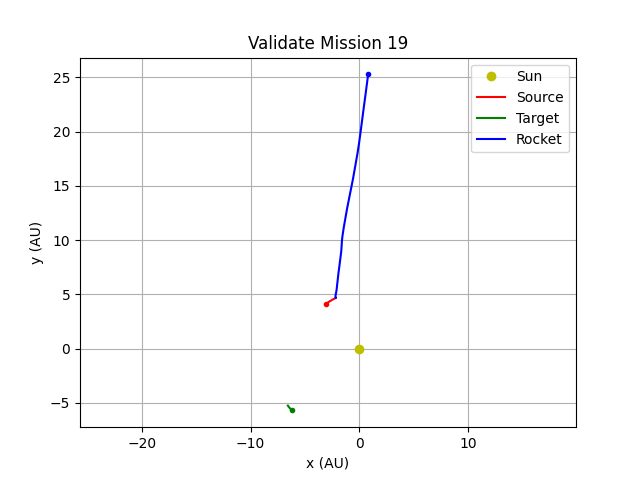 Validate Mission 19
Sun
Source
Target
Rocket
25
20
15
10
5
0
−5
y (AU)
−20
−10
0
10
x (AU)